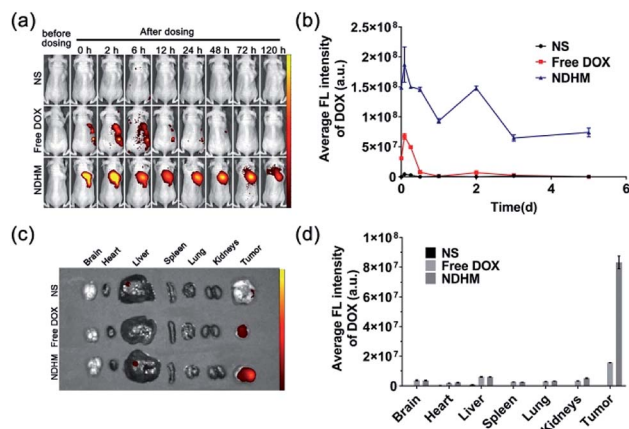 (a)
before dosing
After dosing
0 h 2 h 6 h 12 h 24 h 48 h 72 h 120 h
NS
Free DOX
NDHM
(b)
Average FL intensity
of DOX (a.u.)
2.5×10⁸
2.0×10⁸
1.5×10⁸
1.0×10⁸
5×10⁷
0
0 2 4 6
Time(d)
NS
Free DOX
NDHM
(c)
Brain Heart Liver Spleen Lung Kidneys Tumor
NS
Free DOX
NDHM
(d)
Average FL intensity
of DOX (a.u.)
1×10⁸
8×10⁷
6×10⁷
4×10⁷
2×10⁷
0
NS
Free DOX
NDHM
Brain Heart Liver Spleen Lung Kidneys Tumor